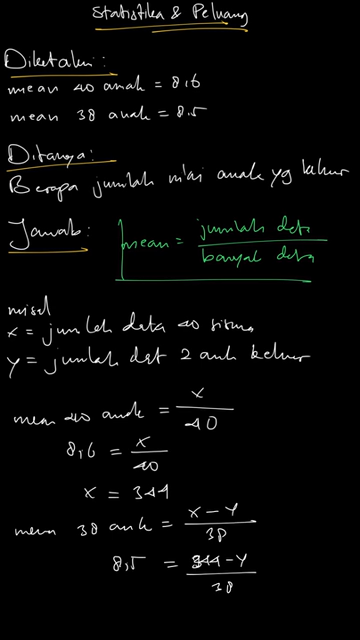 Statistika & Peluang
Diketahui:
mean 40 anak = 8,6
mean 38 anak = 8,5
Ditanya:
Berapa jumlah nilai anak yg keluar
Jawab:
mean = jumlah data / banyak data
misal
x = jumlah data 40 siswa
y = jumlah dat 2 anak keluar
mean 40 anak = x / 40
8,6 = x / 40
x = 344
mean 38 anak = x - y / 38
8,5 = 344 - y / 38